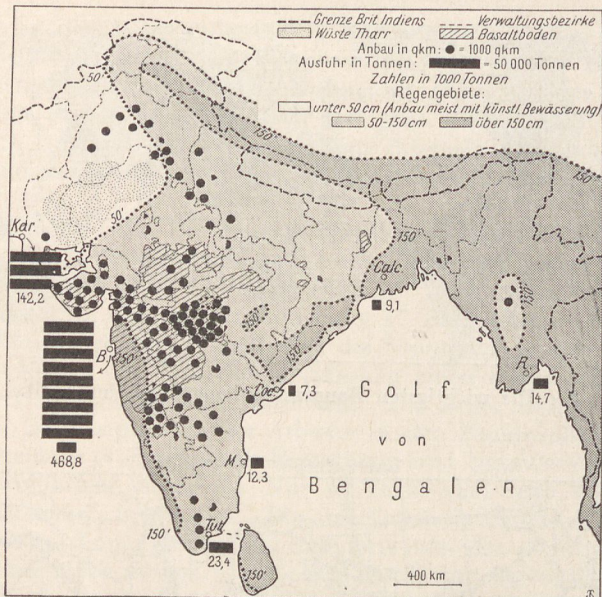 Grenze Brit Indiens
Verwaltungsbezirke
Wüste Tharr
Basaltboden
Anbau in qkm: = 1000 qkm
Ausfuhr in Tonnen: = 50 000 Tonnen
Zahlen in 1000 Tonnen
Regengebiete:
unter 50 cm (Anbau meist mit künstl. Bewässerung)
50-150 cm
über 150 cm
50'
150'
150'
50'
Kar.
142,2
150'
Calc.
9,1
150'
150'
150'
B.
150'
468,8
Coc.
7,3
R.
14,7
Golf
von
Bengalen
M.
12,3
150'
Tut.
23,4
150'
400 km